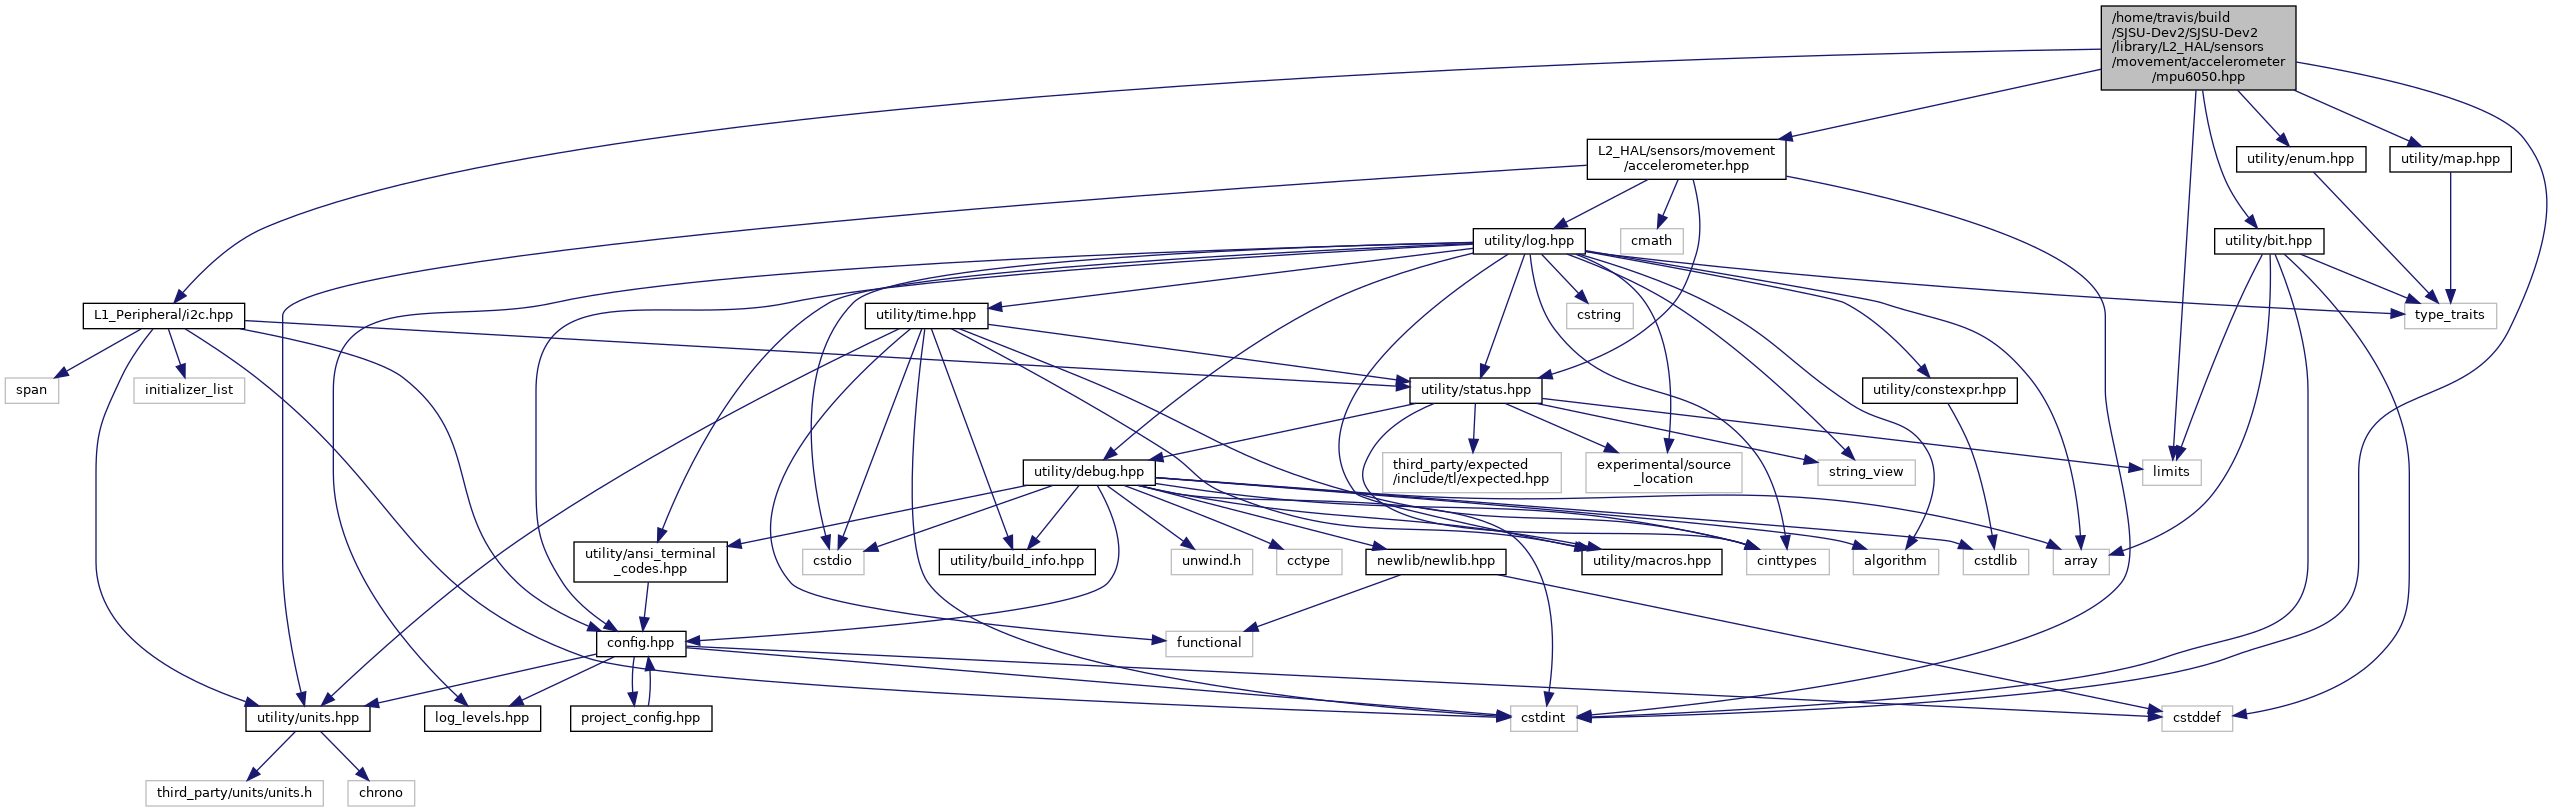 /home/travis/build
/SJSU-Dev2/SJSU-Dev2
/library/L2_HAL/sensors
/movement/accelerometer
/mpu6050.hpp
L2_HAL/sensors/movement
/accelerometer.hpp
utility/enum.hpp
utility/map.hpp
utility/log.hpp
cmath
utility/bit.hpp
L1_Peripheral/i2c.hpp
utility/time.hpp
cstring
type_traits
span
initializer_list
utility/status.hpp
utility/constexpr.hpp
utility/debug.hpp
third_party/expected
/include/tl/expected.hpp
experimental/source
_location
string_view
limits
utility/ansi_terminal
_codes.hpp
cstdio
utility/build_info.hpp
unwind.h
cctype
newlib/newlib.hpp
utility/macros.hpp
cinttypes
algorithm
cstdlib
array
config.hpp
functional
utility/units.hpp
log_levels.hpp
project_config.hpp
cstdint
cstddef
third_party/units/units.h
chrono